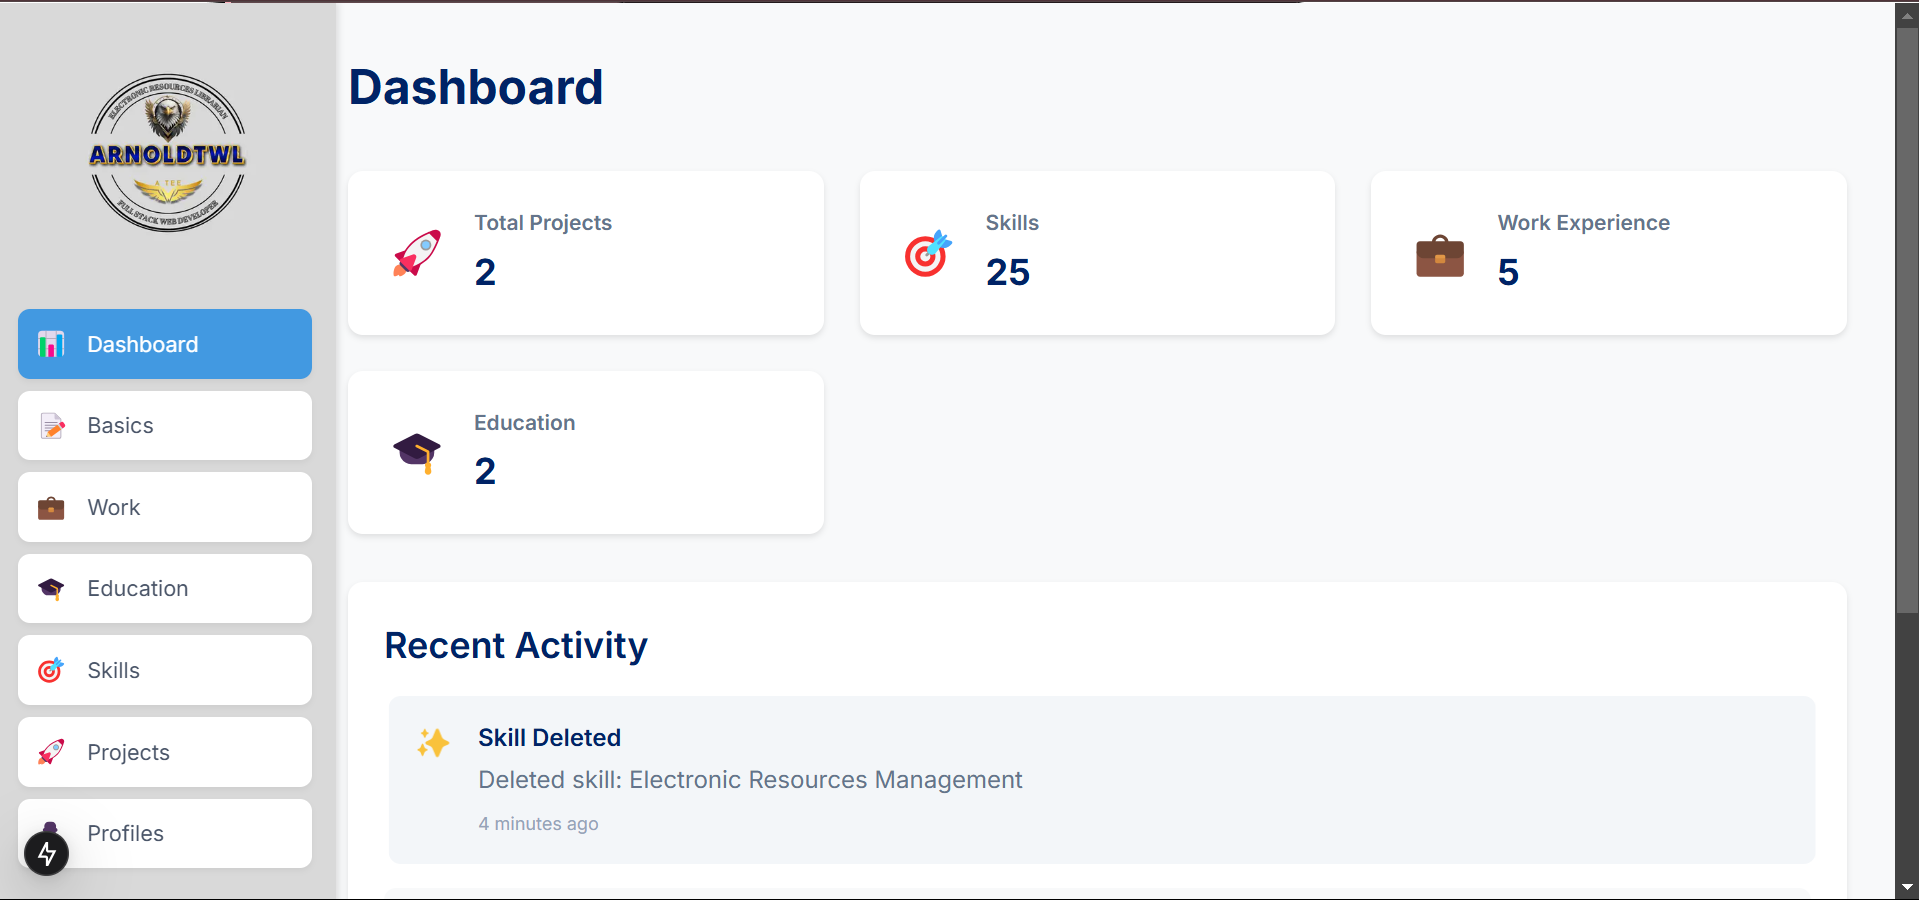 ELECTRONIC RESOURCES LIBRARIAN
ARNOLDTWL
A TEE
FULL STACK WEB DEVELOPER
Dashboard
Basics
Work
Education
Skills
Projects
Profiles
Dashboard
Total Projects
2
Skills
25
Work Experience
5
Education
2
Recent Activity
Skill Deleted
Deleted skill: Electronic Resources Management
4 minutes ago